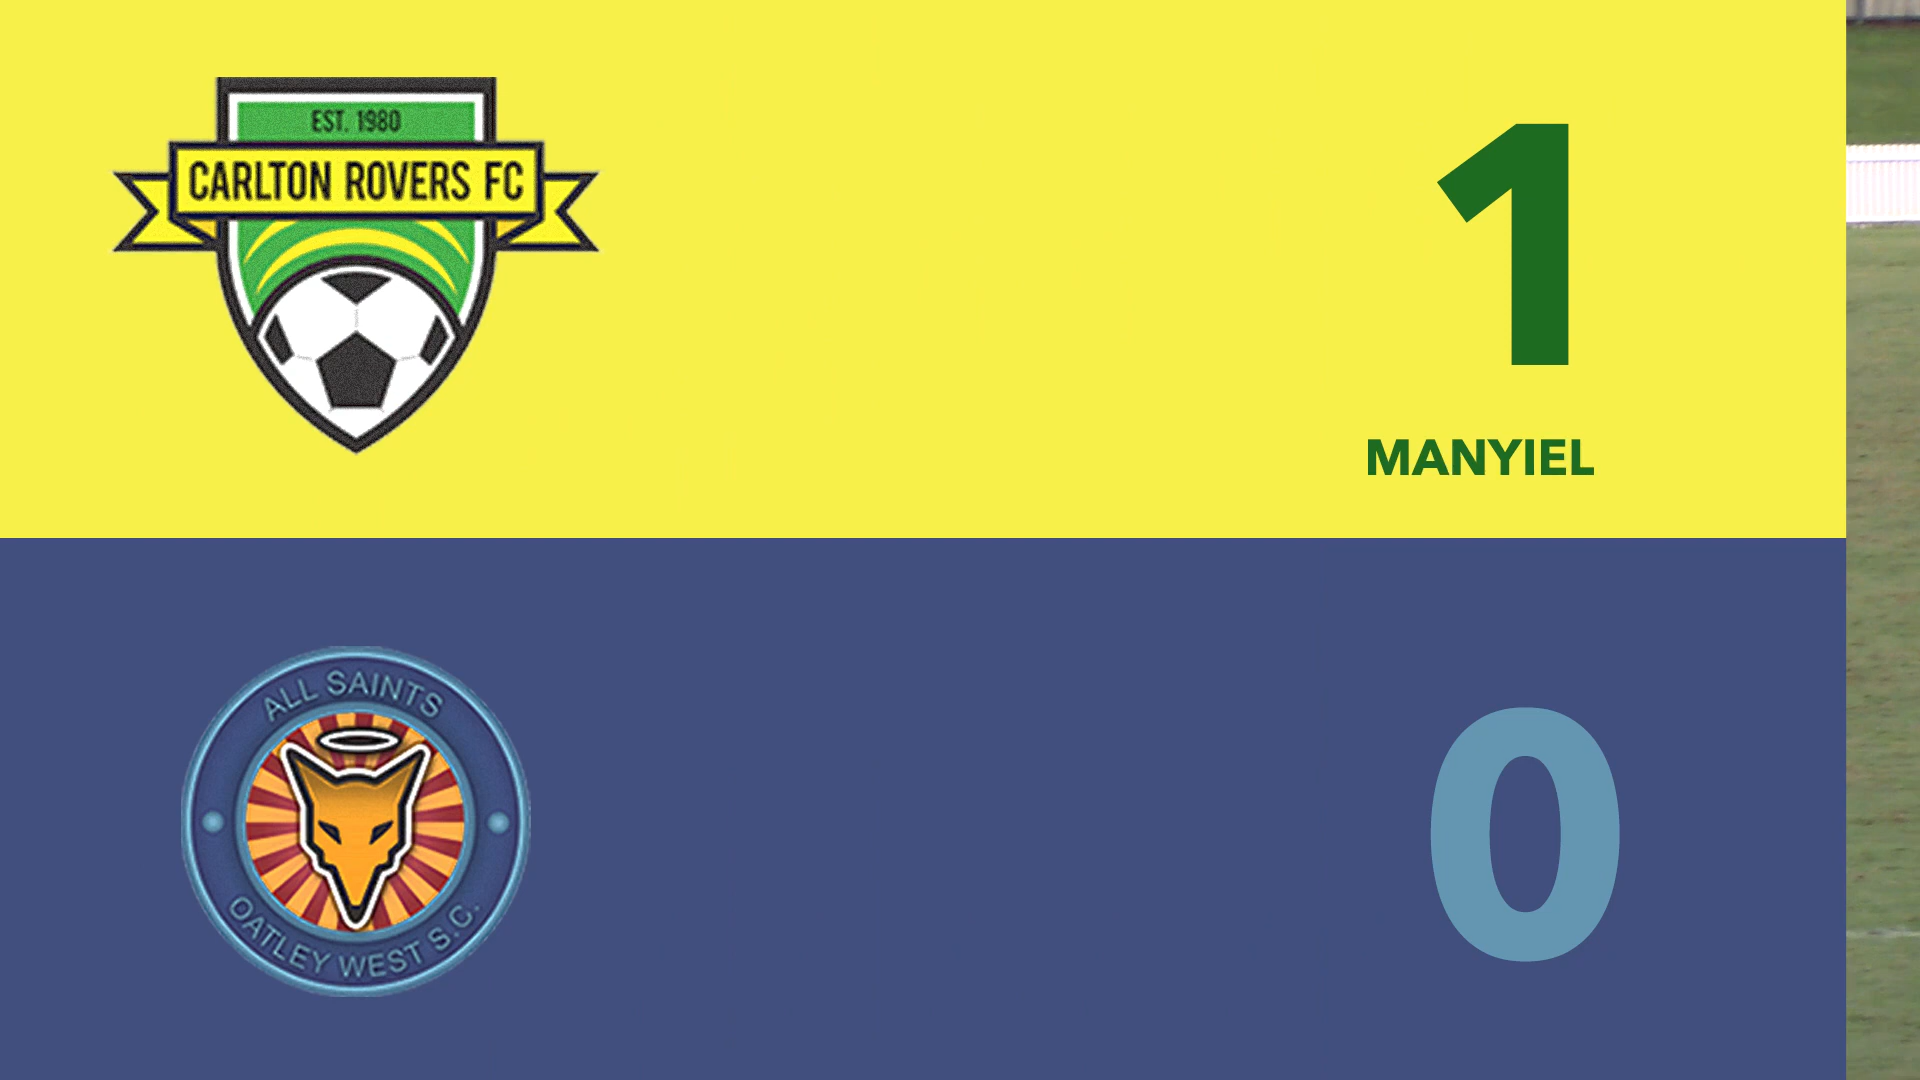 EST. 1980
CARLTON ROVERS FC
1
MANYIEL
ALL SAINTS
OATLEY WEST S.C.
0